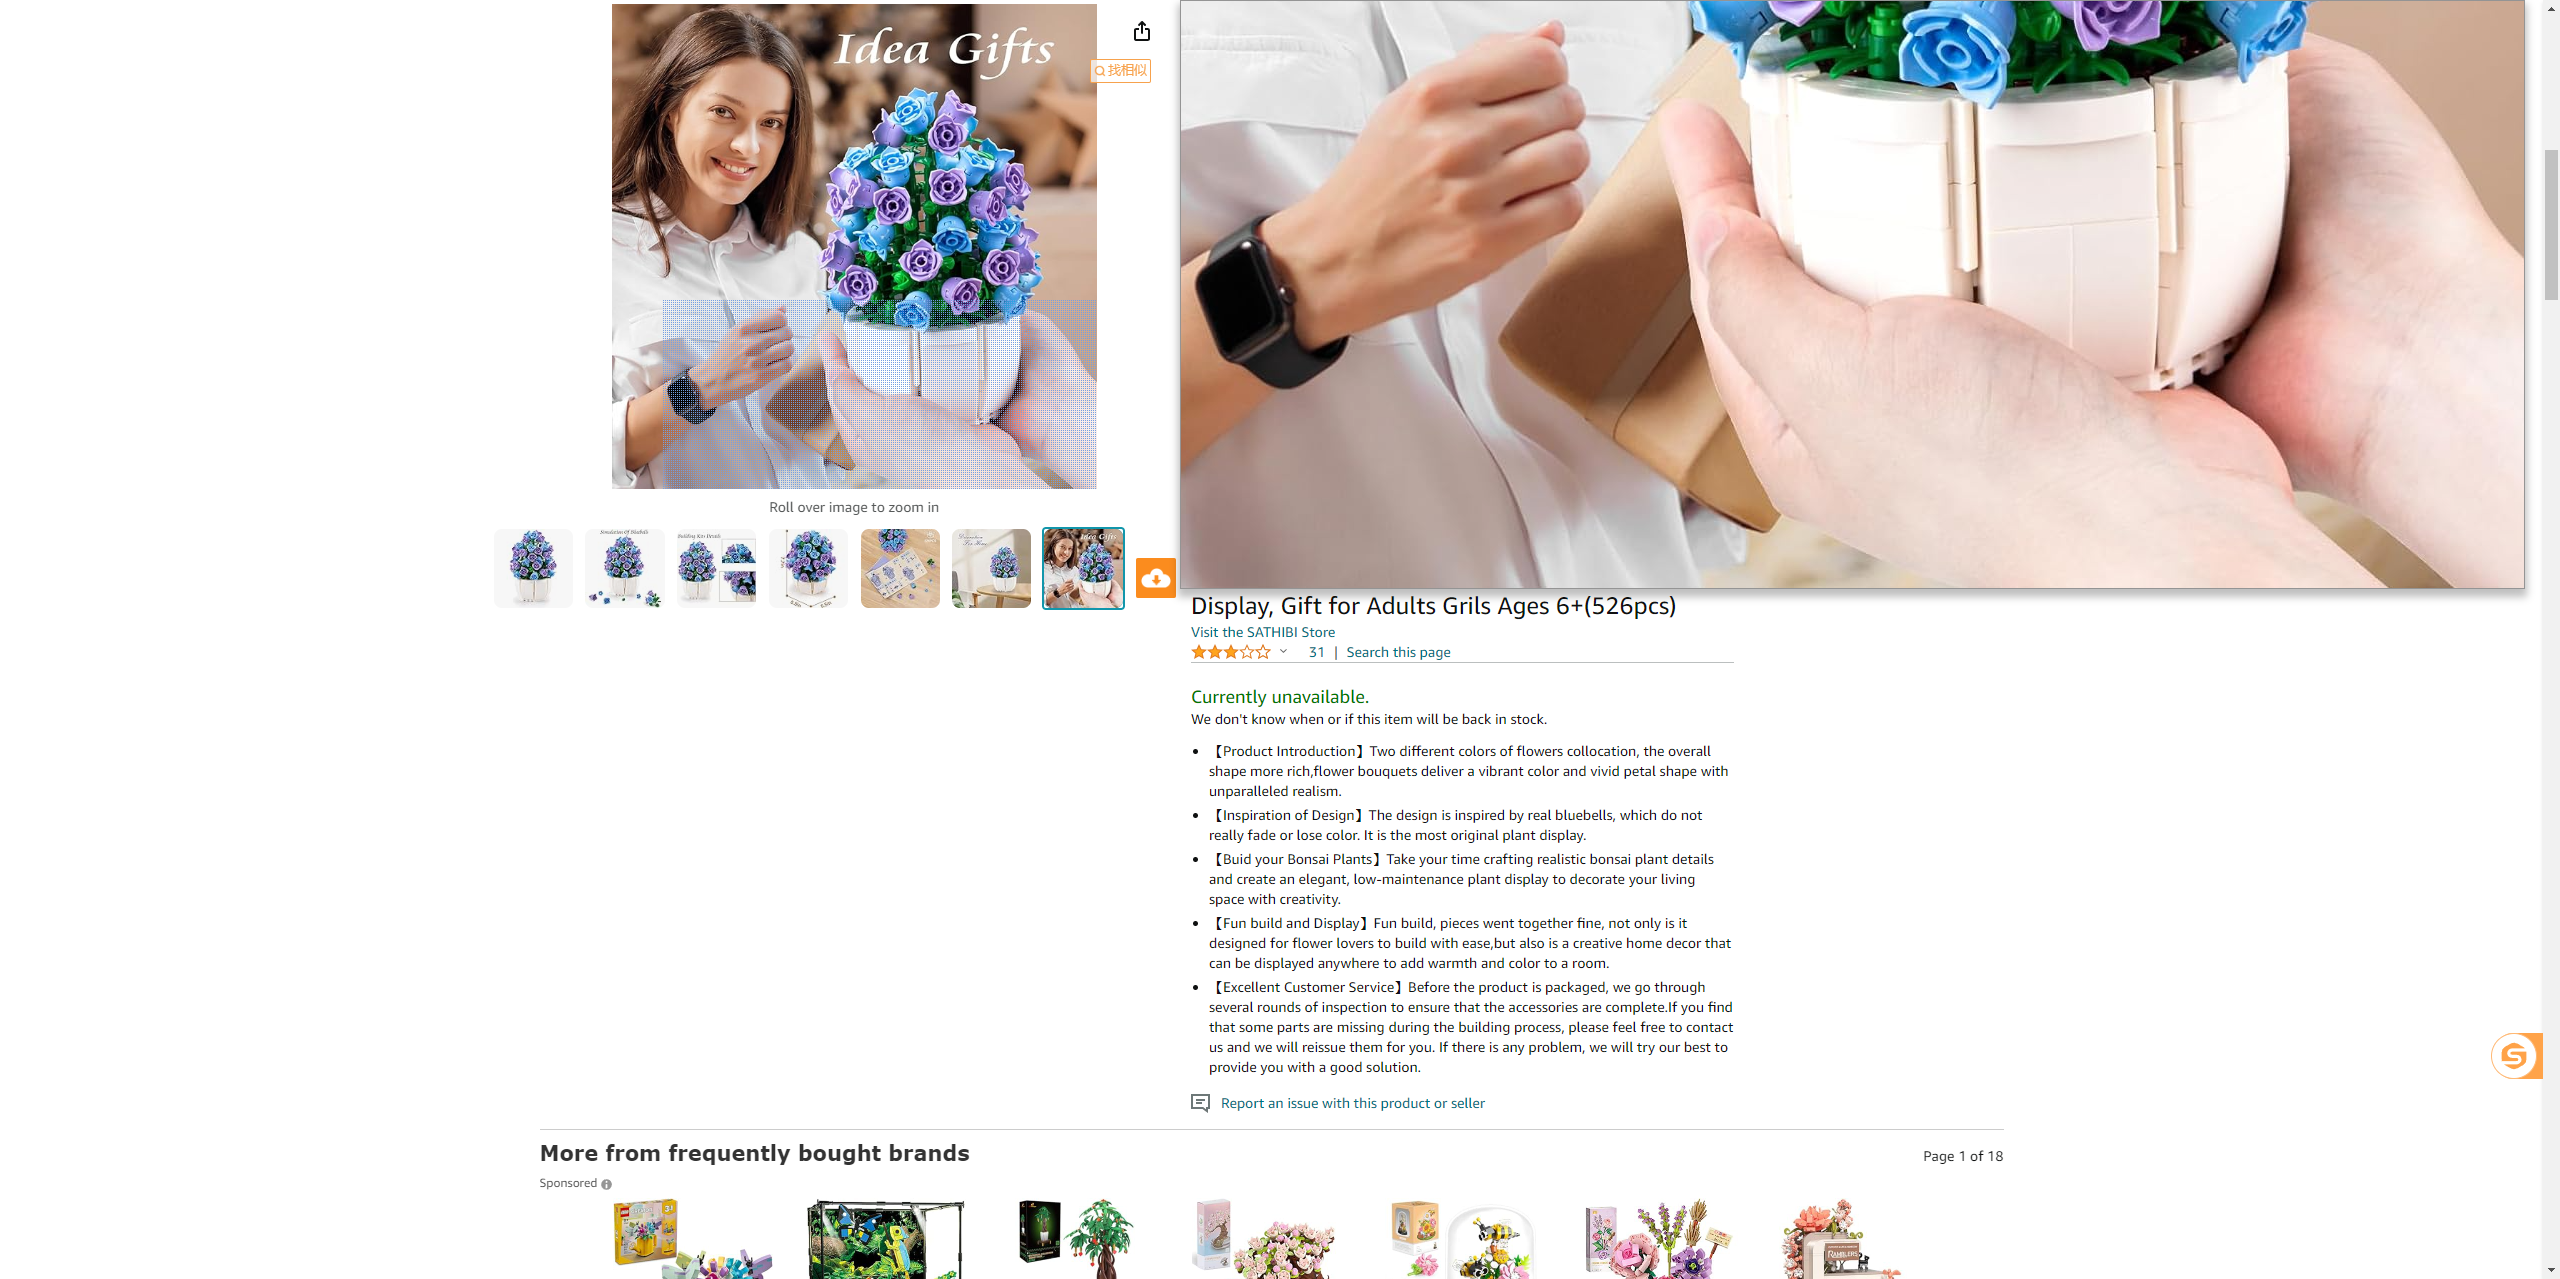 Idea Gifts
找相似
Roll over image to zoom in
Display, Gift for Adults Grils Ages 6+(526pcs)
Visit the SATHIBI Store
31 | Search this page
Currently unavailable.
We don't know when or if this item will be back in stock.
【Product Introduction】Two different colors of flowers collocation, the overall
shape more rich,flower bouquets deliver a vibrant color and vivid petal shape with
unparalleled realism.
【Inspiration of Design】The design is inspired by real bluebells, which do not
really fade or lose color. It is the most original plant display.
【Buid your Bonsai Plants】Take your time crafting realistic bonsai plant details
and create an elegant, low-maintenance plant display to decorate your living
space with creativity.
【Fun build and Display】Fun build, pieces went together fine, not only is it
designed for flower lovers to build with ease,but also is a creative home decor that
can be displayed anywhere to add warmth and color to a room.
【Excellent Customer Service】Before the product is packaged, we go through
several rounds of inspection to ensure that the accessories are complete.If you find
that some parts are missing during the building process, please feel free to contact
us and we will reissue them for you. If there is any problem, we will try our best to
provide you with a good solution.
Report an issue with this product or seller
More from frequently bought brands
Page 1 of 18
Sponsored